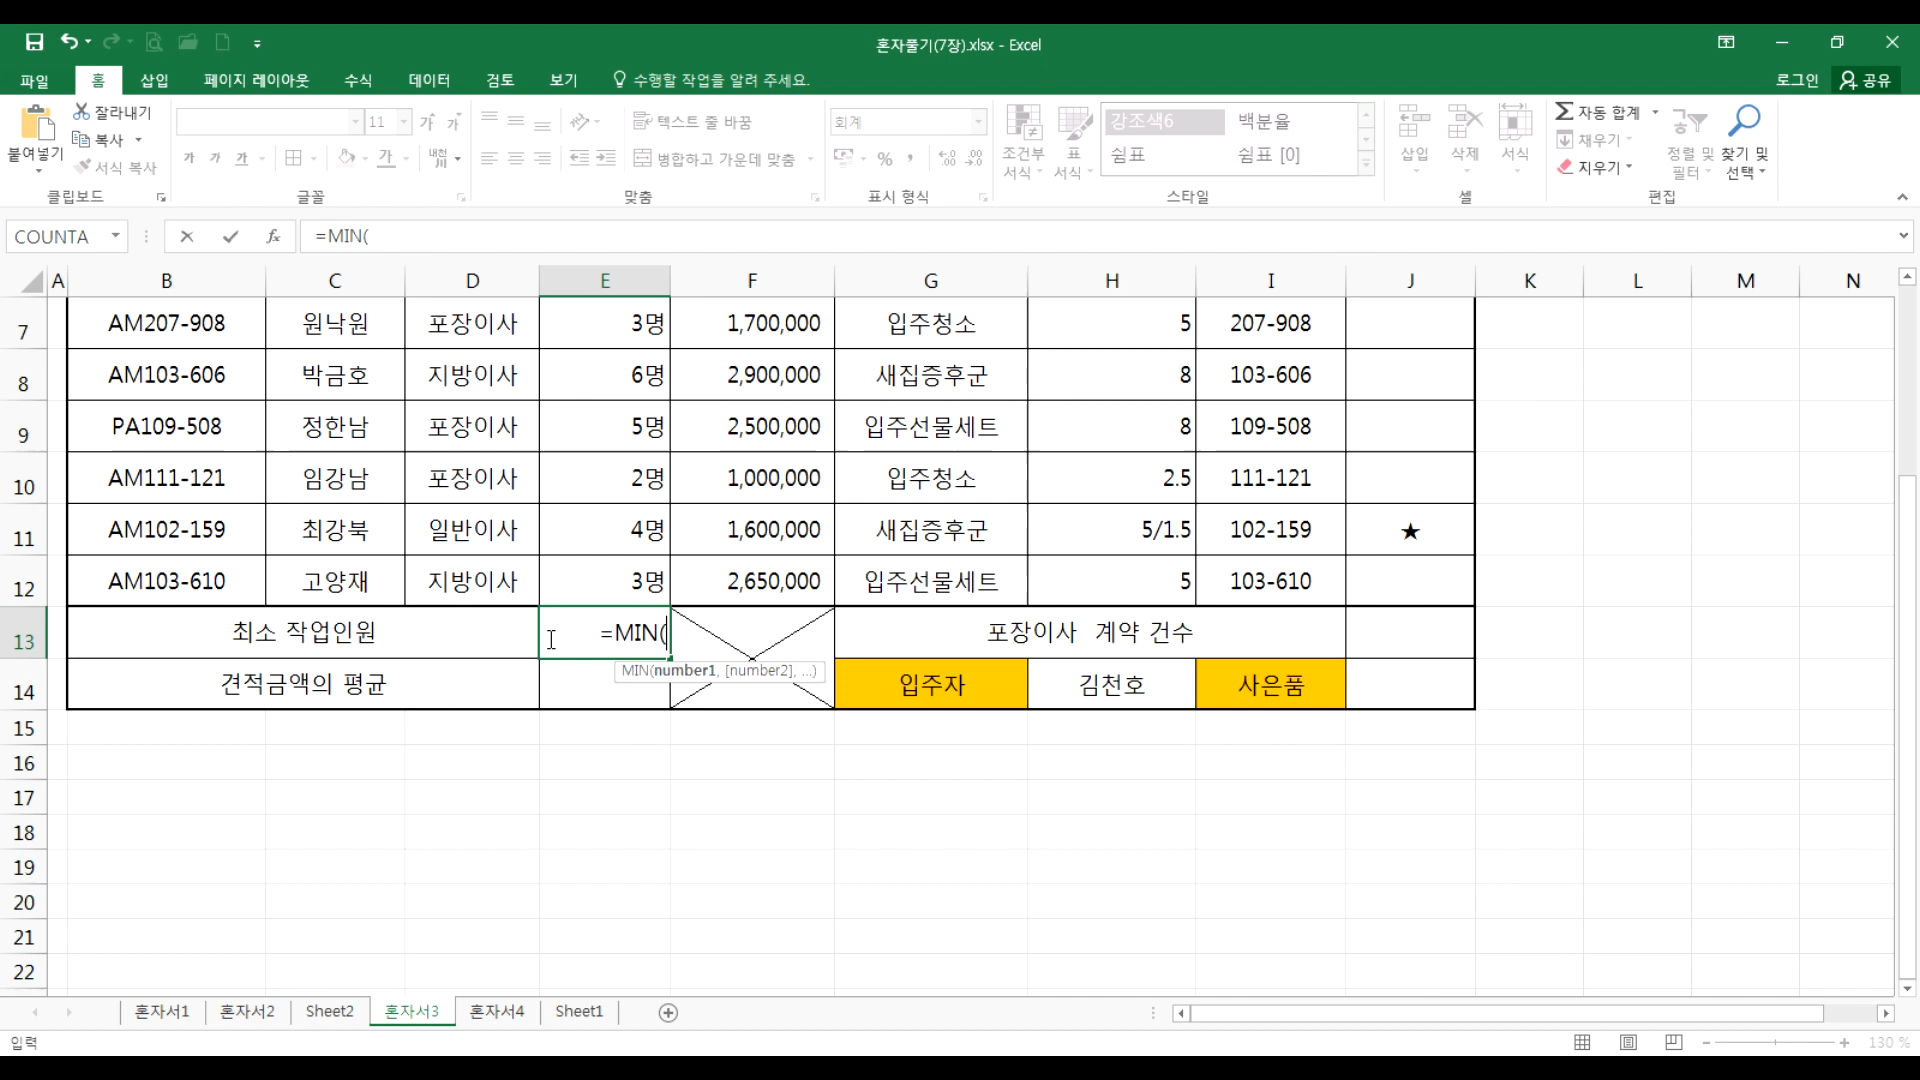 혼자풀기(7장).xlsx - Excel
파일 홈 삽입 페이지 레이아웃 수식 데이터 검토 보기 수행할 작업을 알려 주세요. 로그인 공유
붙여넣기 잘라내기 복사 서식 복사 클립보드
11 가 가 가 가 가 가 내천 글꼴
텍스트 줄 바꿈
병합하고 가운데 맞춤
맞춤
회계
% ,
표시 형식
조건부 서식 표 서식
강조색6 백분율
쉼표 쉼표 [0]
스타일
삽입 삭제 서식
셀
자동 합계
채우기
지우기
정렬 및 필터
찾기 및 선택
편집
COUNTA fx =MIN(
A B C D E F G H I J K L M N
7 AM207-908 원낙원 포장이사 3명 1,700,000 입주청소 5 207-908
8 AM103-606 박금호 지방이사 6명 2,900,000 새집증후군 8 103-606
9 PA109-508 정한남 포장이사 5명 2,500,000 입주선물세트 8 109-508
10 AM111-121 임강남 포장이사 2명 1,000,000 입주청소 2.5 111-121
11 AM102-159 최강북 일반이사 4명 1,600,000 새집증후군 5/1.5 102-159 ★
12 AM103-610 고양재 지방이사 3명 2,650,000 입주선물세트 5 103-610
13 최소 작업인원 =MIN( 포장이사 계약 건수
MIN(number1, [number2], ...)
14 견적금액의 평균 입주자 김천호 사은품
15
16
17
18
19
20
21
22
혼자서1 혼자서2 Sheet2 혼자서3 혼자서4 Sheet1
입력 130 %